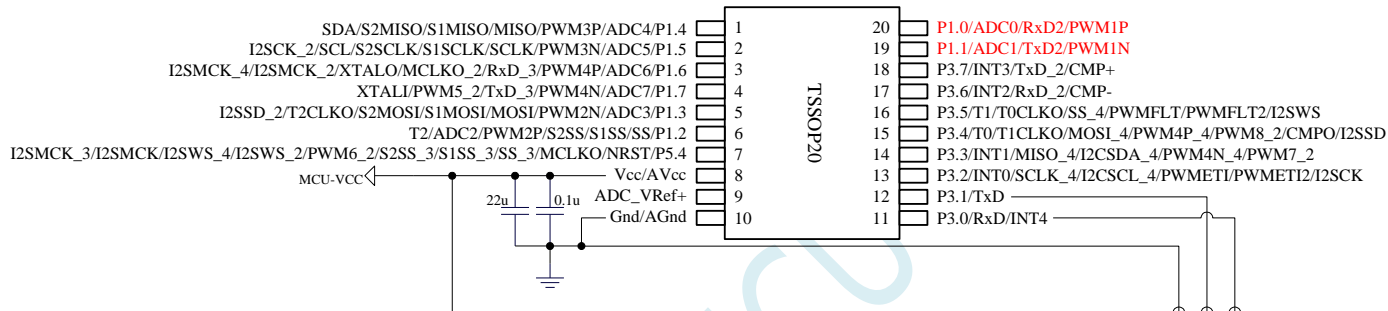 SDA/S2MISO/S1MISO/MISO/PWM3P/ADC4/P1.4 1
I2SCK_2/SCL/S2SCLK/S1SCLK/SCLK/PWM3N/ADC5/P1.5 2
I2SMCK_4/I2SMCK_2/XTALO/MCLKO_2/RxD_3/PWM4P/ADC6/P1.6 3
XTALI/PWM5_2/TxD_3/PWM4N/ADC7/P1.7 4
I2SSD_2/T2CLKO/S2MOSI/S1MOSI/MOSI/PWM2N/ADC3/P1.3 5
T2/ADC2/PWM2P/S2SS/S1SS/SS/P1.2 6
I2SMCK_3/I2SMCK/I2SWS_4/I2SWS_2/PWM6_2/S2SS_3/S1SS_3/SS_3/MCLKO/NRST/P5.4 7
MCU-VCC
Vcc/AVcc 8
22u
0.1u
ADC_VRef+ 9
Gnd/AGnd 10
TSSOP20
20 P1.0/ADC0/RxD2/PWM1P
19 P1.1/ADC1/TxD2/PWM1N
18 P3.7/INT3/TxD_2/CMP+
17 P3.6/INT2/RxD_2/CMP-
16 P3.5/T1/T0CLKO/SS_4/PWMFLT/PWMFLT2/I2SWS
15 P3.4/T0/T1CLKO/MOSI_4/PWM4P_4/PWM8_2/CMPO/I2SSD
14 P3.3/INT1/MISO_4/I2CSDA_4/PWM4N_4/PWM7_2
13 P3.2/INT0/SCLK_4/I2CSCL_4/PWMETI/PWMETI2/I2SCK
12 P3.1/TxD
11 P3.0/RxD/INT4